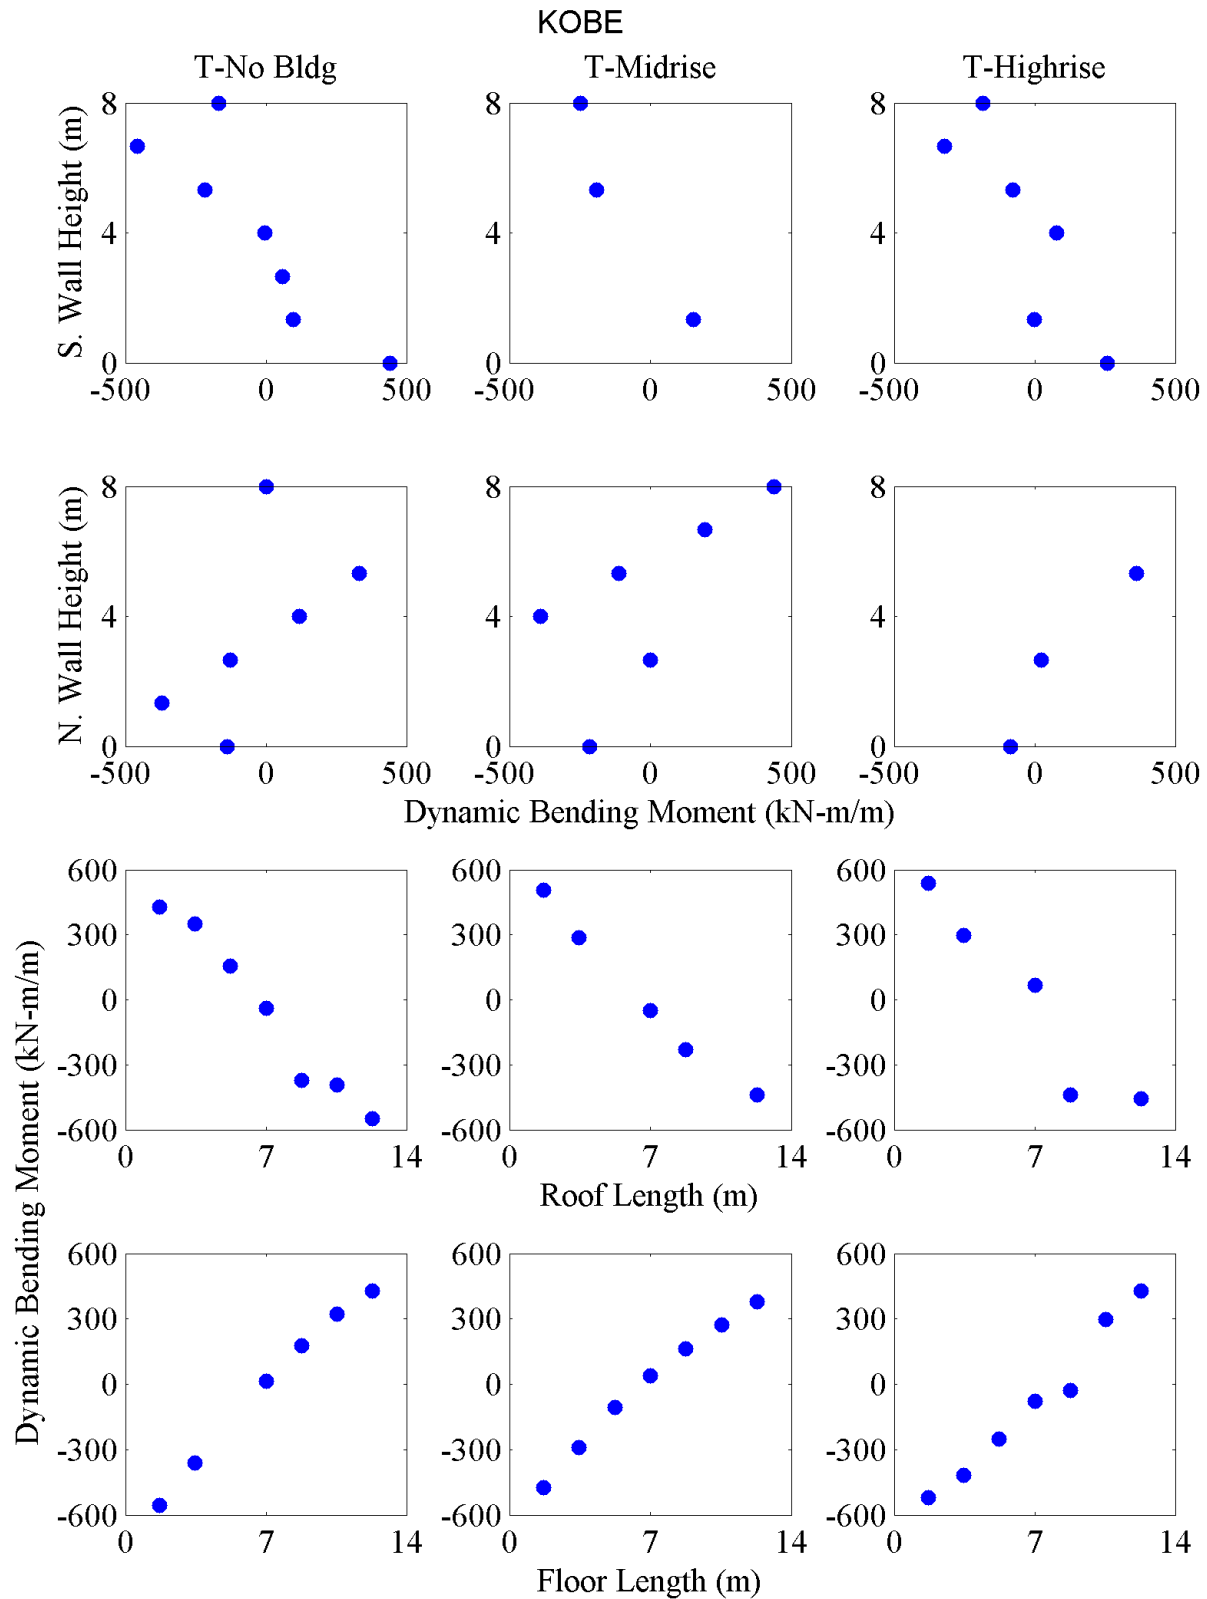 KOBE
T-No Bldg T-Midrise T-Highrise
S. Wall Height (m)
8 8 8
4 4 4
0 0 0
-500 0 500 -500 0 500 -500 0 500
N. Wall Height (m)
8 8 8
4 4 4
0 0 0
-500 0 500 -500 0 500 -500 0 500
Dynamic Bending Moment (kN-m/m)
Dynamic Bending Moment (kN-m/m)
600 600 600
300 300 300
0 0 0
-300 -300 -300
-600 -600 -600
0 7 14 0 7 14 0 7 14
Roof Length (m)
600 600 600
300 300 300
0 0 0
-300 -300 -300
-600 -600 -600
0 7 14 0 7 14 0 7 14
Floor Length (m)